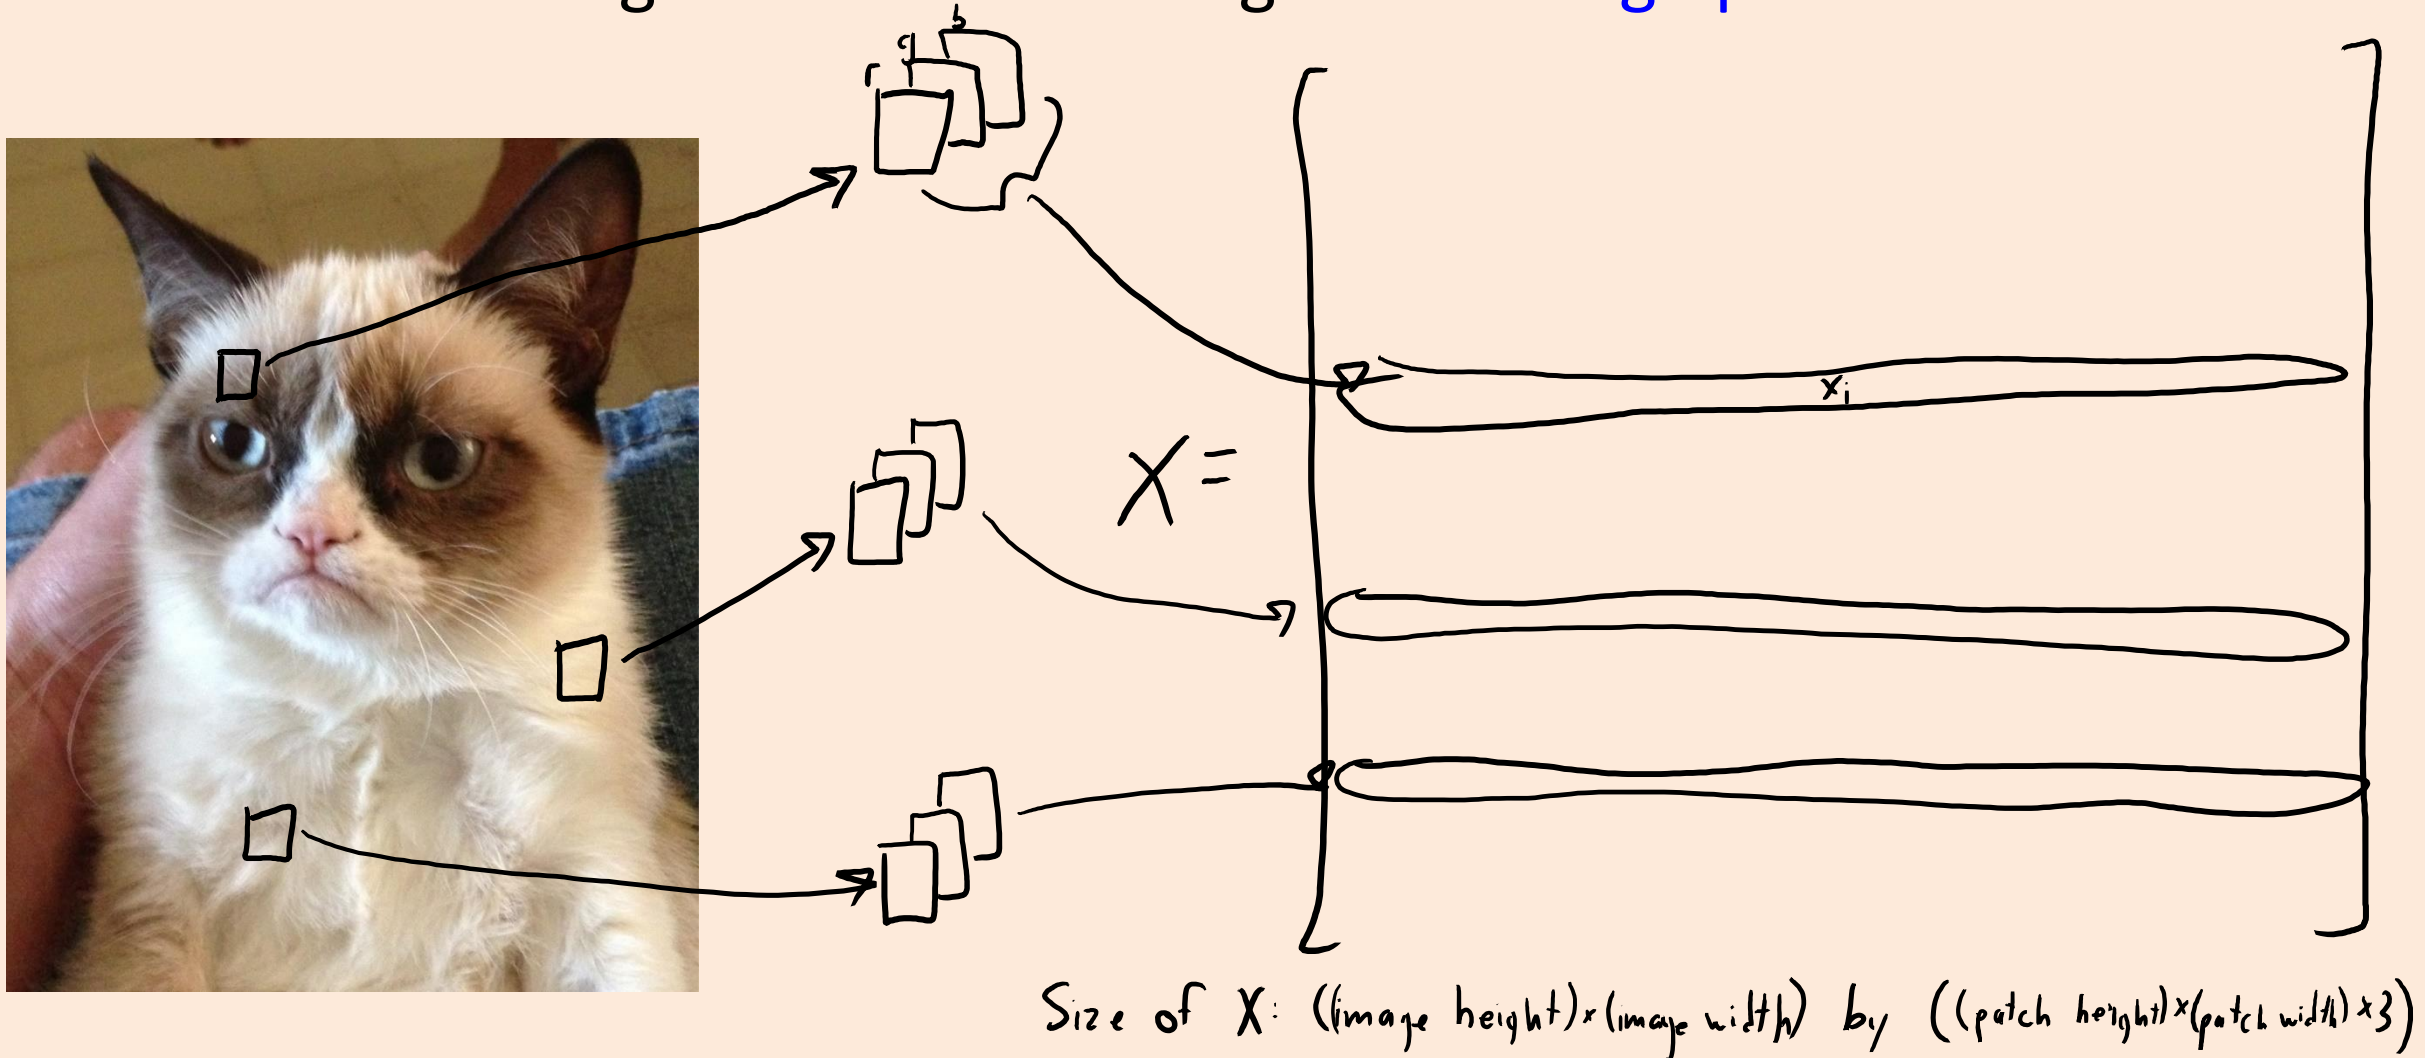 b
g
r
x_i
X =
Size of X: ((image height)×(image width) by ((patch height)×(patch width)×3)